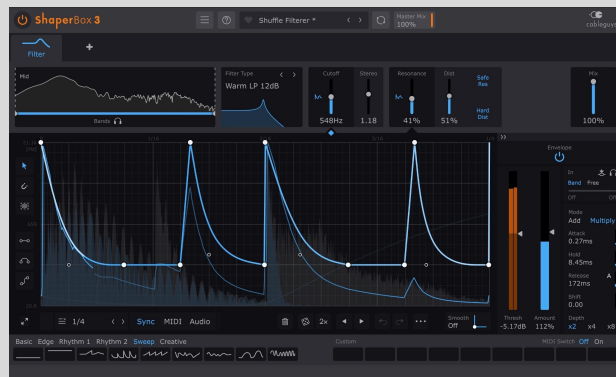 ShaperBox 3
Shuffle Filterer *
Master Mix
100%
cableguys
Filter
+
Mid
Bands
Filter Type
Warm LP 12dB
Cutoff
Stereo
548Hz
1.18
Resonance
Dist
Safe
Res
Hard
Dist
41%
51%
Mix
100%
Envelope
Band Free
Off
Mode
Add Multiply
Attack
0.27ms
Hold
8.45ms
Release
172ms
A
Shift
0.00
Thresh
-5.17dB
Amount
112%
Depth
x2 x4 x8
1/4
Sync MIDI Audio
2x
Smooth
Off
Basic Edge Rhythm 1 Rhythm 2 Sweep Creative
Custom
MIDI Switch Off On